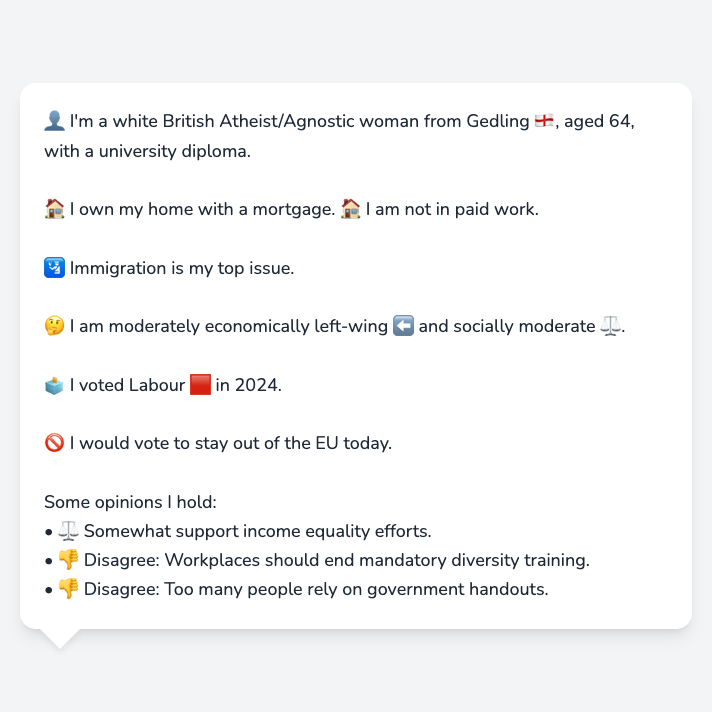 👤 I'm a white British Atheist/Agnostic woman from Gedling 🏴󠁧󠁢󠁥󠁮󠁧󠁿, aged 64,
with a university diploma.
🏠 I own my home with a mortgage. 🏠 I am not in paid work.
🛂 Immigration is my top issue.
🤔 I am moderately economically left-wing ⬅️ and socially moderate ⚖️.
🗳️ I voted Labour 🟥 in 2024.
🚫 I would vote to stay out of the EU today.
Some opinions I hold:
• ⚖️ Somewhat support income equality efforts.
• 👎 Disagree: Workplaces should end mandatory diversity training.
• 👎 Disagree: Too many people rely on government handouts.